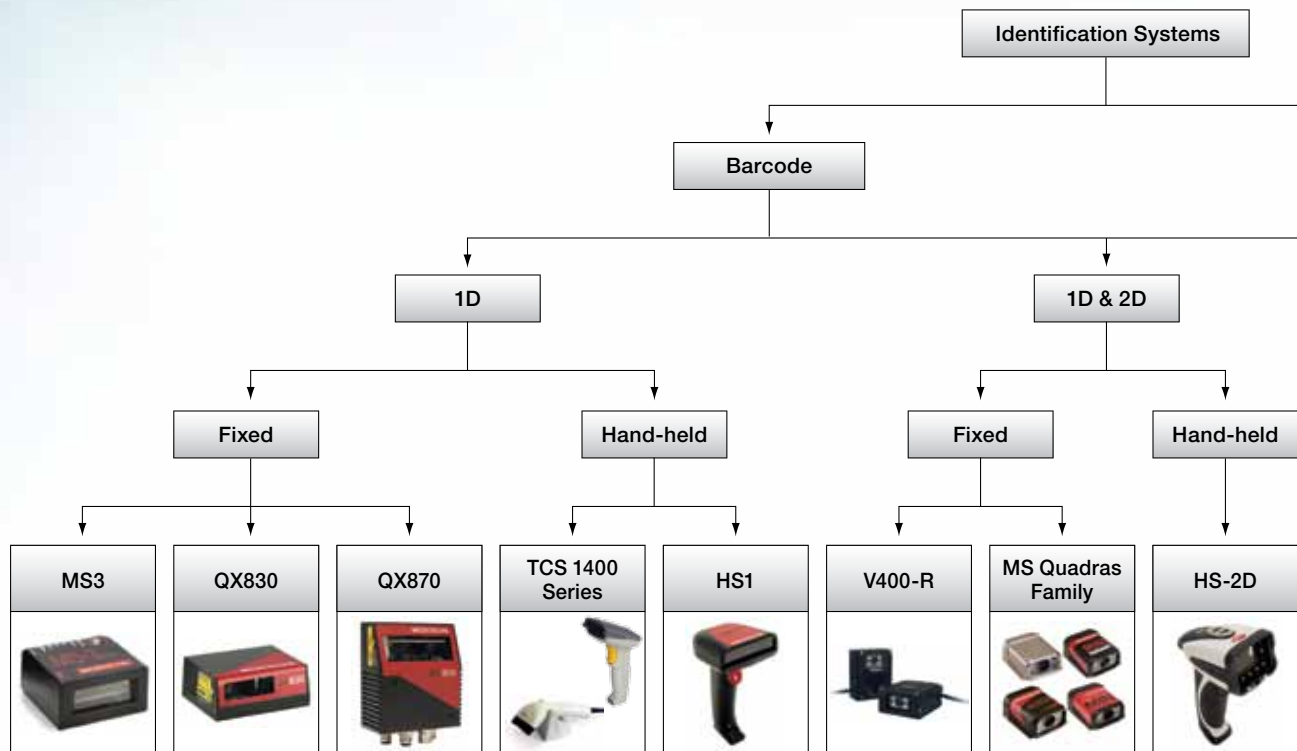 Identification Systems
Barcode
1D
1D & 2D
Fixed
Hand-held
Fixed
Hand-held
MS3
QX830
QX870
TCS 1400
Series
HS1
V400-R
MS Quadras
Family
HS-2D